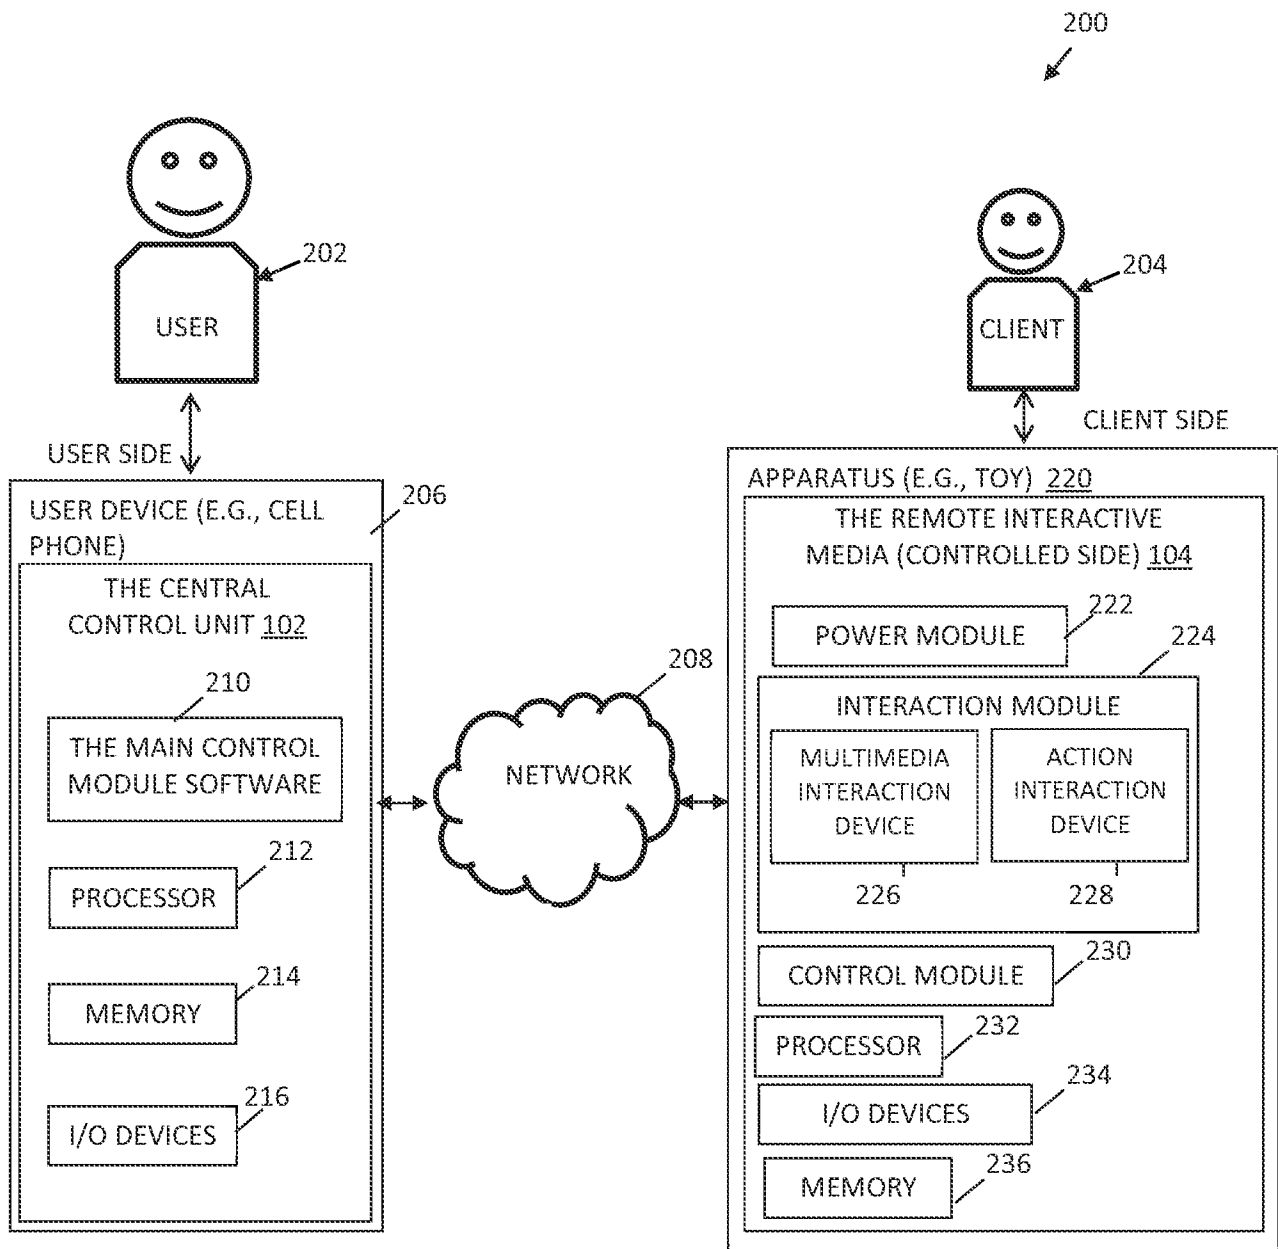 200
202
USER
204
CLIENT
USER SIDE
CLIENT SIDE
206
USER DEVICE (E.G., CELL
PHONE)
THE CENTRAL
CONTROL UNIT 102
210
THE MAIN CONTROL
MODULE SOFTWARE
212
PROCESSOR
214
MEMORY
216
I/O DEVICES
208
NETWORK
APPARATUS (E.G., TOY) 220
THE REMOTE INTERACTIVE
MEDIA (CONTROLLED SIDE) 104
222
POWER MODULE
224
INTERACTION MODULE
MULTIMEDIA
INTERACTION
DEVICE
226
ACTION
INTERACTION
DEVICE
228
230
CONTROL MODULE
232
PROCESSOR
234
I/O DEVICES
236
MEMORY